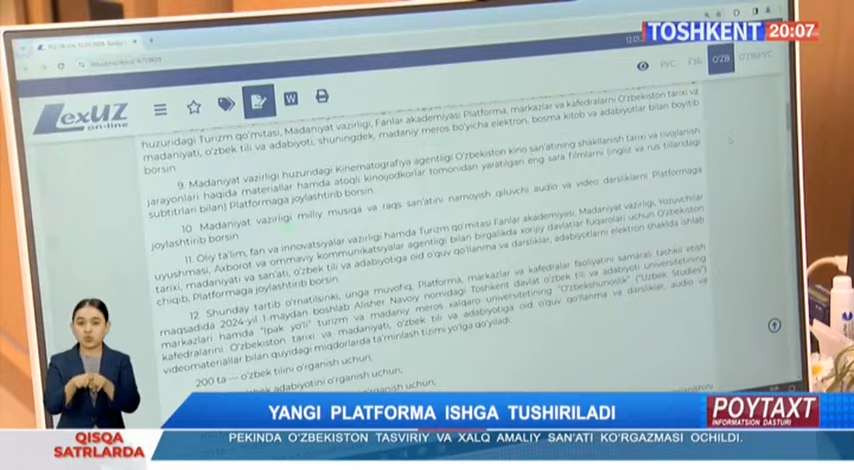 TOSHKENT 20:07
LexUZ
on-line
W
РУС ЎЗБ O'ZB O'ZB/РУС
huzuridagi Turizm qo'mitasi, Madaniyat vazirligi, Fanlar akademiyasi Platforma, markazlar va kafedralarni O'zbekiston tarixi va
madaniyati, o'zbek tili va adabiyoti, shuningdek, madaniy meros bo'yicha elektron, bosma kitob va adabiyotlar bilan boyitib
borsin.
9. Madaniyat vazirligi huzuridagi Kinematografiya agentligi O'zbekiston kino san'atining shakllanish tarixi va rivojlanish
jarayonlari haqida materiallar hamda atoqli kinoijodkorlar tomonidan yaratilgan eng sara filmlarni (ingliz va rus tillaridagi
subtitrlari bilan) Platformaga joylashtirib borsin.
10. Madaniyat vazirligi milliy musiqa va raqs san'atini namoyish qiluvchi audio va video darsliklarni Platformaga
joylashtirib borsin.
11. Oliy ta'lim, fan va innovatsiyalar vazirligi hamda Turizm qo'mitasi Fanlar akademiyasi, Madaniyat vazirligi, Yozuvchilar
uyushmasi, Axborot va ommaviy kommunikatsiyalar agentligi bilan birgalikda xorijiy davlatlar fuqarolari uchun O'zbekiston
tarixi, madaniyati va san'ati, o'zbek tili va adabiyotiga oid o'quv qo'llanma va darsliklar, adabiyotlarni elektron shaklda ishlab
chiqib, Platformaga joylashtirib borsin.
12. Shunday tartib o'rnatilsinki, unga muvofiq, Platforma, markazlar va kafedralar faoliyatini samarali tashkil etish
maqsadida 2024-yil 1-maydan boshlab Alisher Navoiy nomidagi Toshkent davlat o'zbek tili va adabiyoti universitetining
markazlari hamda "Ipak yo'li" turizm va madaniy meros xalqaro universitetining "O'zbekshunoslik" ("Uzbek Studies")
kafedralarini O'zbekiston tarixi va madaniyati, o'zbek tili va adabiyotiga oid o'quv qo'llanma va darsliklar, audio va
videomateriallar bilan quyidagi miqdorlarda ta'minlash tizimi yo'lga qo'yiladi:
200 ta — o'zbek tilini o'rganish uchun;
adabiyotini o'rganish uchun;
o'rganish uchun;
YANGI PLATFORMA ISHGA TUSHIRILADI
POYTAXT
INFORMATSION DASTURI
QISQA
SATRLARDA
PEKINDA O'ZBEKISTON TASVIRIY VA XALQ AMALIY SAN'ATI KO'RGAZMASI OCHILDI.